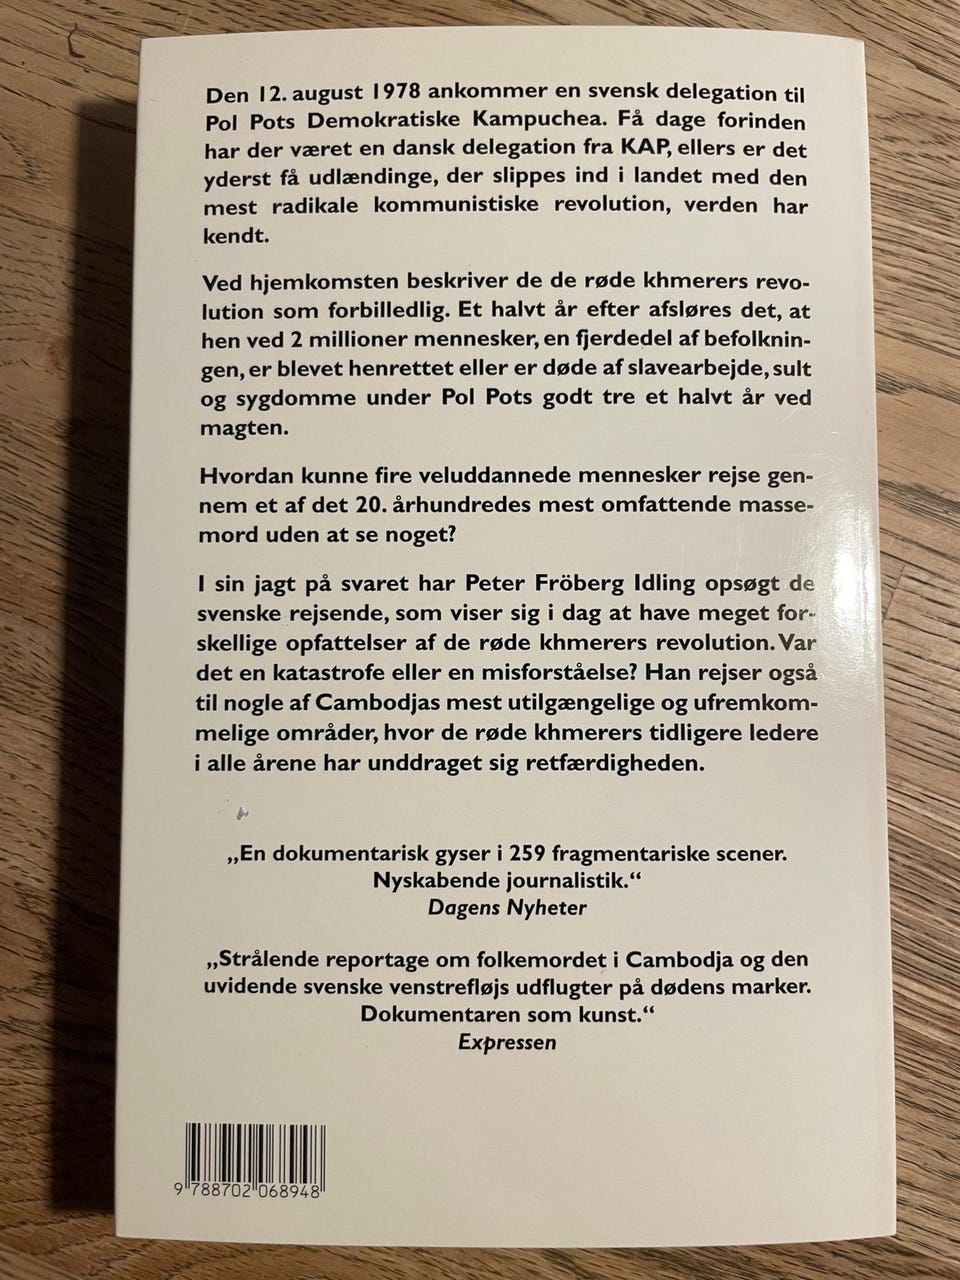 Den 12. august 1978 ankommer en svensk delegation til
Pol Pots Demokratiske Kampuchea. Få dage forinden
har der været en dansk delegation fra KAP, ellers er det
yderst få udlændinge, der slippes ind i landet med den
mest radikale kommunistiske revolution, verden har
kendt.
Ved hjemkomsten beskriver de de røde khmerers revo-
lution som forbilledlig. Et halvt år efter afsløres det, at
hen ved 2 millioner mennesker, en fjerdedel af befolknin-
gen, er blevet henrettet eller er døde af slavearbejde, sult
og sygdomme under Pol Pots godt tre et halvt år ved
magten.
Hvordan kunne fire veluddannede mennesker rejse gen-
nem et af det 20. århundredes mest omfattende masse-
mord uden at se noget?
I sin jagt på svaret har Peter Fröberg Idling opsøgt de
svenske rejsende, som viser sig i dag at have meget for-
skellige opfattelser af de røde khmerers revolution. Var
det en katastrofe eller en misforståelse? Han rejser også
til nogle af Cambodjas mest utilgængelige og ufremkom-
melige områder, hvor de røde khmerers tidligere ledere
i alle årene har unddraget sig retfærdigheden.
„En dokumentarisk gyser i 259 fragmentariske scener.
Nyskabende journalistik.“
Dagens Nyheter
„Strålende reportage om folkemordet i Cambodja og den
uvidende svenske venstrefløjs udflugter på dødens marker.
Dokumentaren som kunst.“
Expressen
9 788702 068948